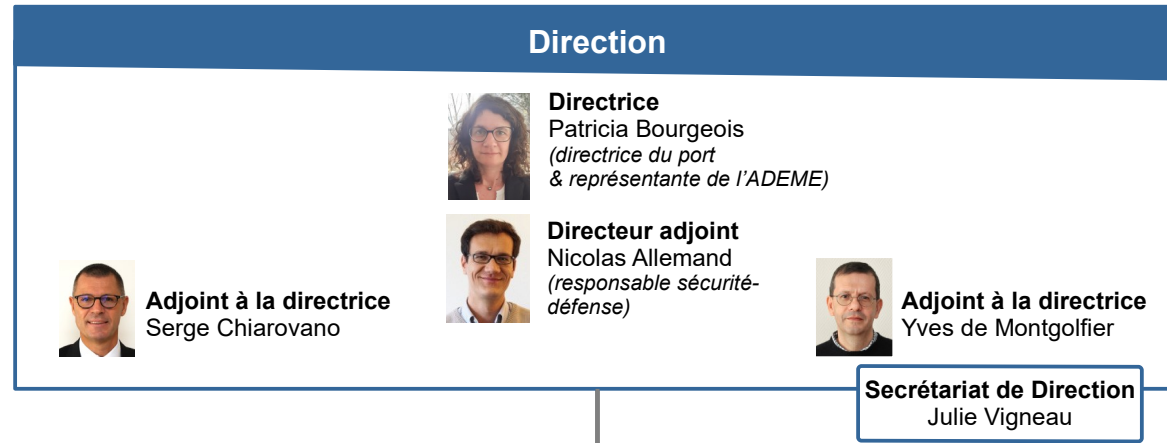 Direction
Directrice
Patricia Bourgeois
(directrice du port
& représentante de l’ADEME)
Directeur adjoint
Nicolas Allemand
(responsable sécurité-
défense)
Adjoint à la directrice
Serge Chiarovano
Adjoint à la directrice
Yves de Montgolfier
Secrétariat de Direction
Julie Vigneau